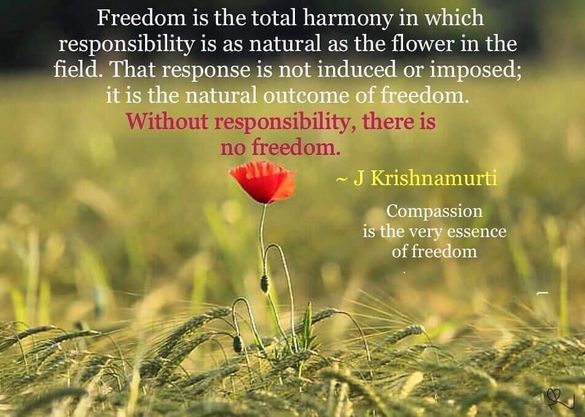 Freedom is the total harmony in which
responsibility is as natural as the flower in the
field. That response is not induced or imposed;
it is the natural outcome of freedom.
Without responsibility, there is
no freedom.
~ J Krishnamurti
Compassion
is the very essence
of freedom